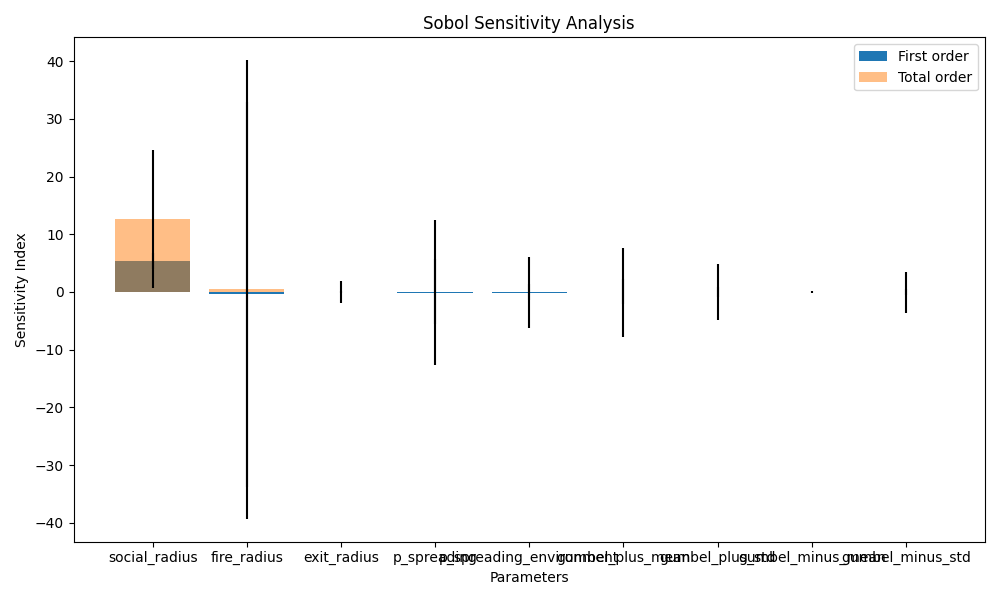 Sobol Sensitivity Analysis
First order
Total order
Sensitivity Index
40
30
20
10
0
−10
−20
−30
−40
social_radius fire_radius exit_radius p_spreading p_spreading_environment gumbel_plus_mean gumbel_plus_std gumbel_minus_mean gumbel_minus_std
Parameters